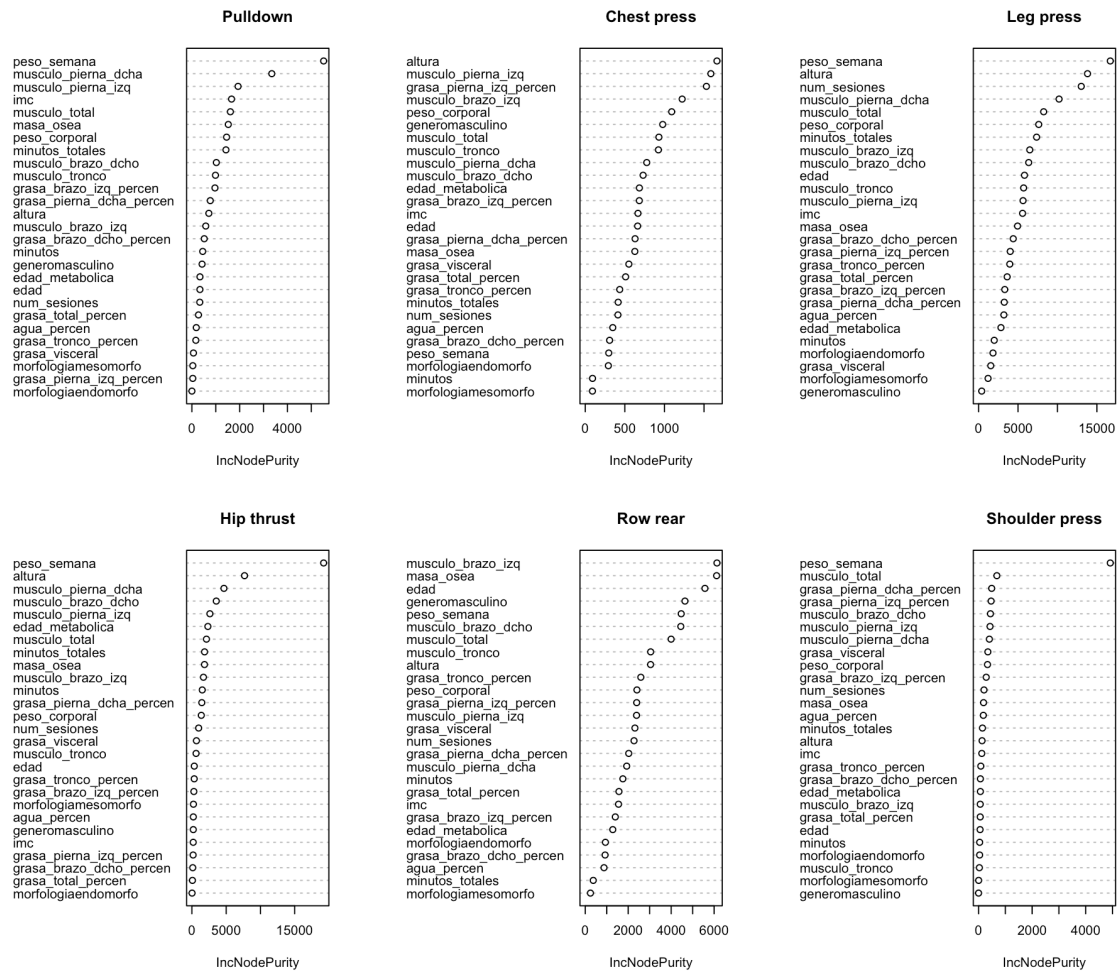 Pulldown
peso_semana
musculo_pierna_dcha
musculo_pierna_izq
imc
musculo_total
masa_osea
peso_corporal
minutos_totales
musculo_brazo_dcho
musculo_tronco
grasa_brazo_izq_percen
grasa_pierna_dcha_percen
altura
musculo_brazo_izq
grasa_brazo_dcho_percen
minutos
generomasculino
edad_metabolica
edad
num_sesiones
grasa_total_percen
agua_percen
grasa_tronco_percen
grasa_visceral
morfologiamesomorfo
grasa_pierna_izq_percen
morfologiaendomorfo
0 2000 4000
IncNodePurity
Chest press
altura
musculo_pierna_izq
grasa_pierna_izq_percen
musculo_brazo_izq
peso_corporal
generomasculino
musculo_total
musculo_tronco
musculo_pierna_dcha
musculo_brazo_dcho
edad_metabolica
grasa_brazo_izq_percen
imc
edad
grasa_pierna_dcha_percen
masa_osea
grasa_visceral
grasa_total_percen
grasa_tronco_percen
minutos_totales
num_sesiones
agua_percen
grasa_brazo_dcho_percen
peso_semana
morfologiaendomorfo
minutos
morfologiamesomorfo
0 500 1000
IncNodePurity
Leg press
peso_semana
altura
num_sesiones
musculo_pierna_dcha
musculo_total
peso_corporal
minutos_totales
musculo_brazo_izq
musculo_brazo_dcho
edad
musculo_tronco
musculo_pierna_izq
imc
masa_osea
grasa_brazo_dcho_percen
grasa_pierna_izq_percen
grasa_tronco_percen
grasa_total_percen
grasa_brazo_izq_percen
grasa_pierna_dcha_percen
agua_percen
edad_metabolica
minutos
morfologiaendomorfo
grasa_visceral
morfologiamesomorfo
generomasculino
0 5000 15000
IncNodePurity
Hip thrust
peso_semana
altura
musculo_pierna_dcha
musculo_brazo_dcho
musculo_pierna_izq
edad_metabolica
musculo_total
minutos_totales
masa_osea
musculo_brazo_izq
minutos
grasa_pierna_dcha_percen
peso_corporal
num_sesiones
grasa_visceral
musculo_tronco
edad
grasa_tronco_percen
grasa_brazo_izq_percen
morfologiamesomorfo
agua_percen
generomasculino
imc
grasa_pierna_izq_percen
grasa_brazo_dcho_percen
grasa_total_percen
morfologiaendomorfo
0 5000 15000
IncNodePurity
Row rear
musculo_brazo_izq
masa_osea
edad
generomasculino
peso_semana
musculo_brazo_dcho
musculo_total
musculo_tronco
altura
grasa_tronco_percen
peso_corporal
grasa_pierna_izq_percen
musculo_pierna_izq
grasa_visceral
num_sesiones
grasa_pierna_dcha_percen
musculo_pierna_dcha
minutos
grasa_total_percen
imc
grasa_brazo_izq_percen
edad_metabolica
morfologiaendomorfo
grasa_brazo_dcho_percen
agua_percen
minutos_totales
morfologiamesomorfo
0 2000 4000 6000
IncNodePurity
Shoulder press
peso_semana
musculo_total
grasa_pierna_dcha_percen
grasa_pierna_izq_percen
musculo_brazo_dcho
musculo_pierna_izq
musculo_pierna_dcha
grasa_visceral
peso_corporal
grasa_brazo_izq_percen
num_sesiones
masa_osea
agua_percen
minutos_totales
altura
imc
grasa_tronco_percen
grasa_brazo_dcho_percen
edad_metabolica
musculo_brazo_izq
grasa_total_percen
edad
minutos
morfologiaendomorfo
musculo_tronco
morfologiamesomorfo
generomasculino
0 2000 4000
IncNodePurity